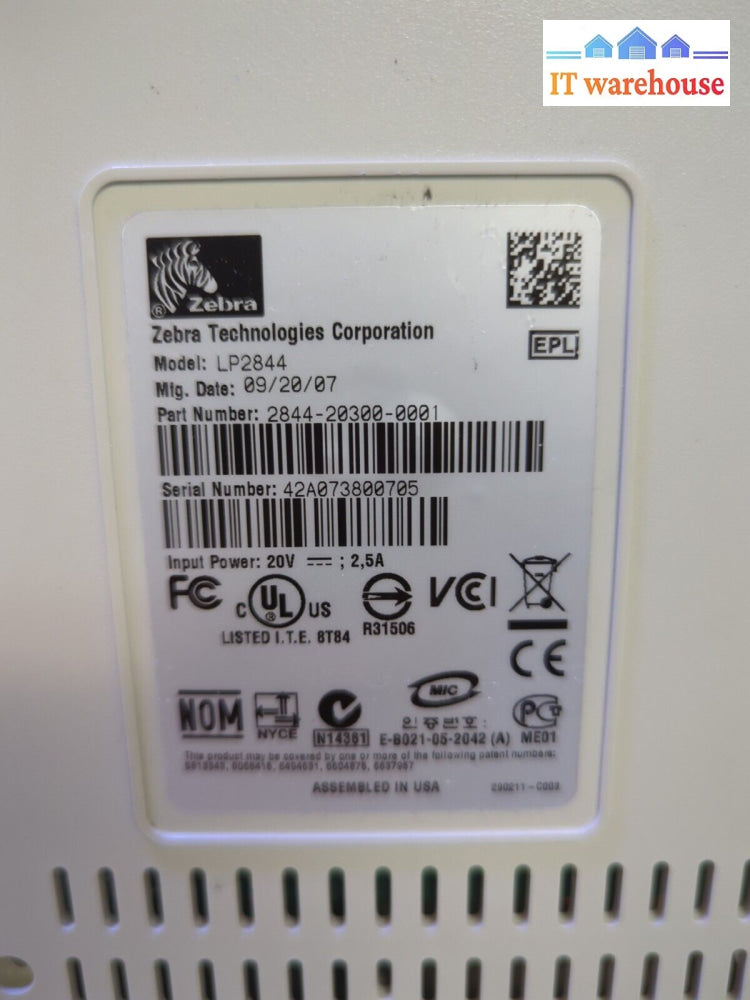 IT warehouse
Zebra
Zebra Technologies Corporation
EPL
Model: LP2844
Mfg. Date: 09/20/07
Part Number: 2844-20300-0001
Serial Number: 42A073800705
Input Power: 20V ⎓ ; 2,5A
FC
C UL ® US
LISTED I.T.E. 8T84
R31506
VCI
CE
NOM
NYCE
N14361
MIC
인증번호:
E-B021-05-2042 (A)
PC
ME01
This product may be covered by one or more of the following patent numbers:
ASSEMBLED IN USA
290211-C003